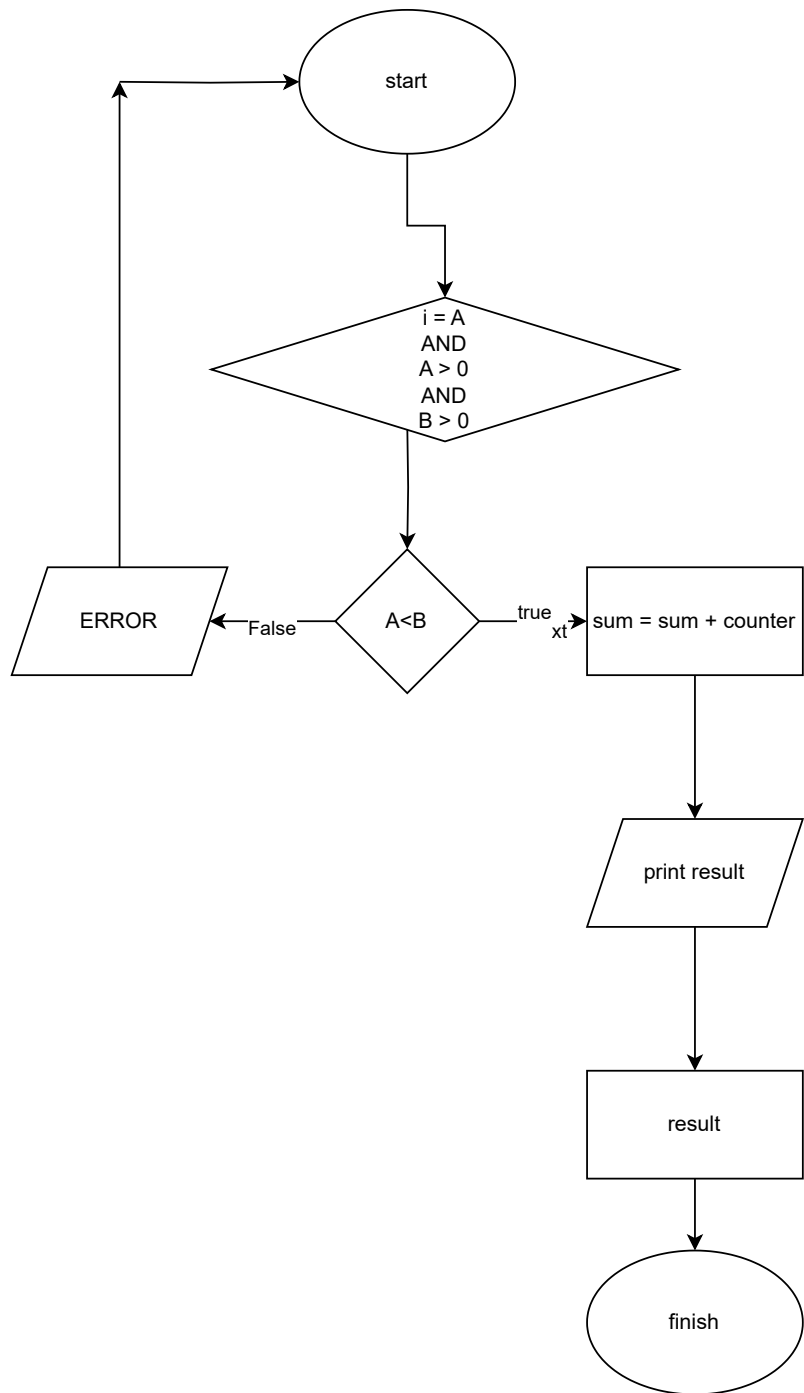 start
i = A
AND
A > 0
AND
B > 0
ERROR
False
A<B
true
xt
sum = sum + counter
print result
result
finish